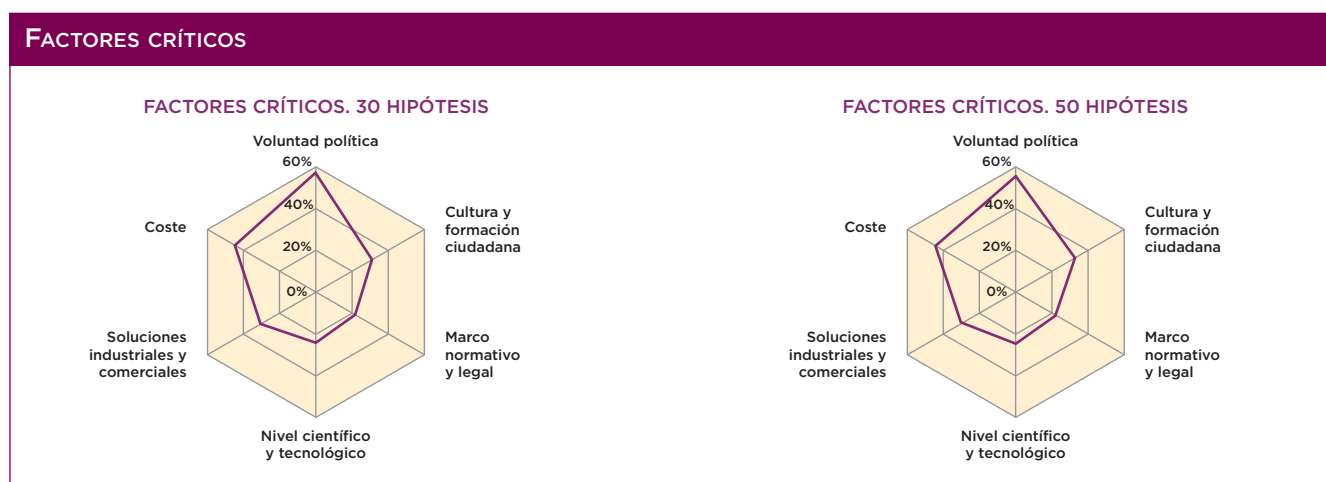 FACTORES CRÍTICOS
FACTORES CRÍTICOS. 30 HIPÓTESIS
Voluntad política
60%
40%
20%
0%
Cultura y
formación
ciudadana
Marco
normativo
y legal
Nivel científico
y tecnológico
Soluciones
industriales y
comerciales
Coste
FACTORES CRÍTICOS. 50 HIPÓTESIS
Voluntad política
60%
40%
20%
0%
Cultura y
formación
ciudadana
Marco
normativo
y legal
Nivel científico
y tecnológico
Soluciones
industriales y
comerciales
Coste